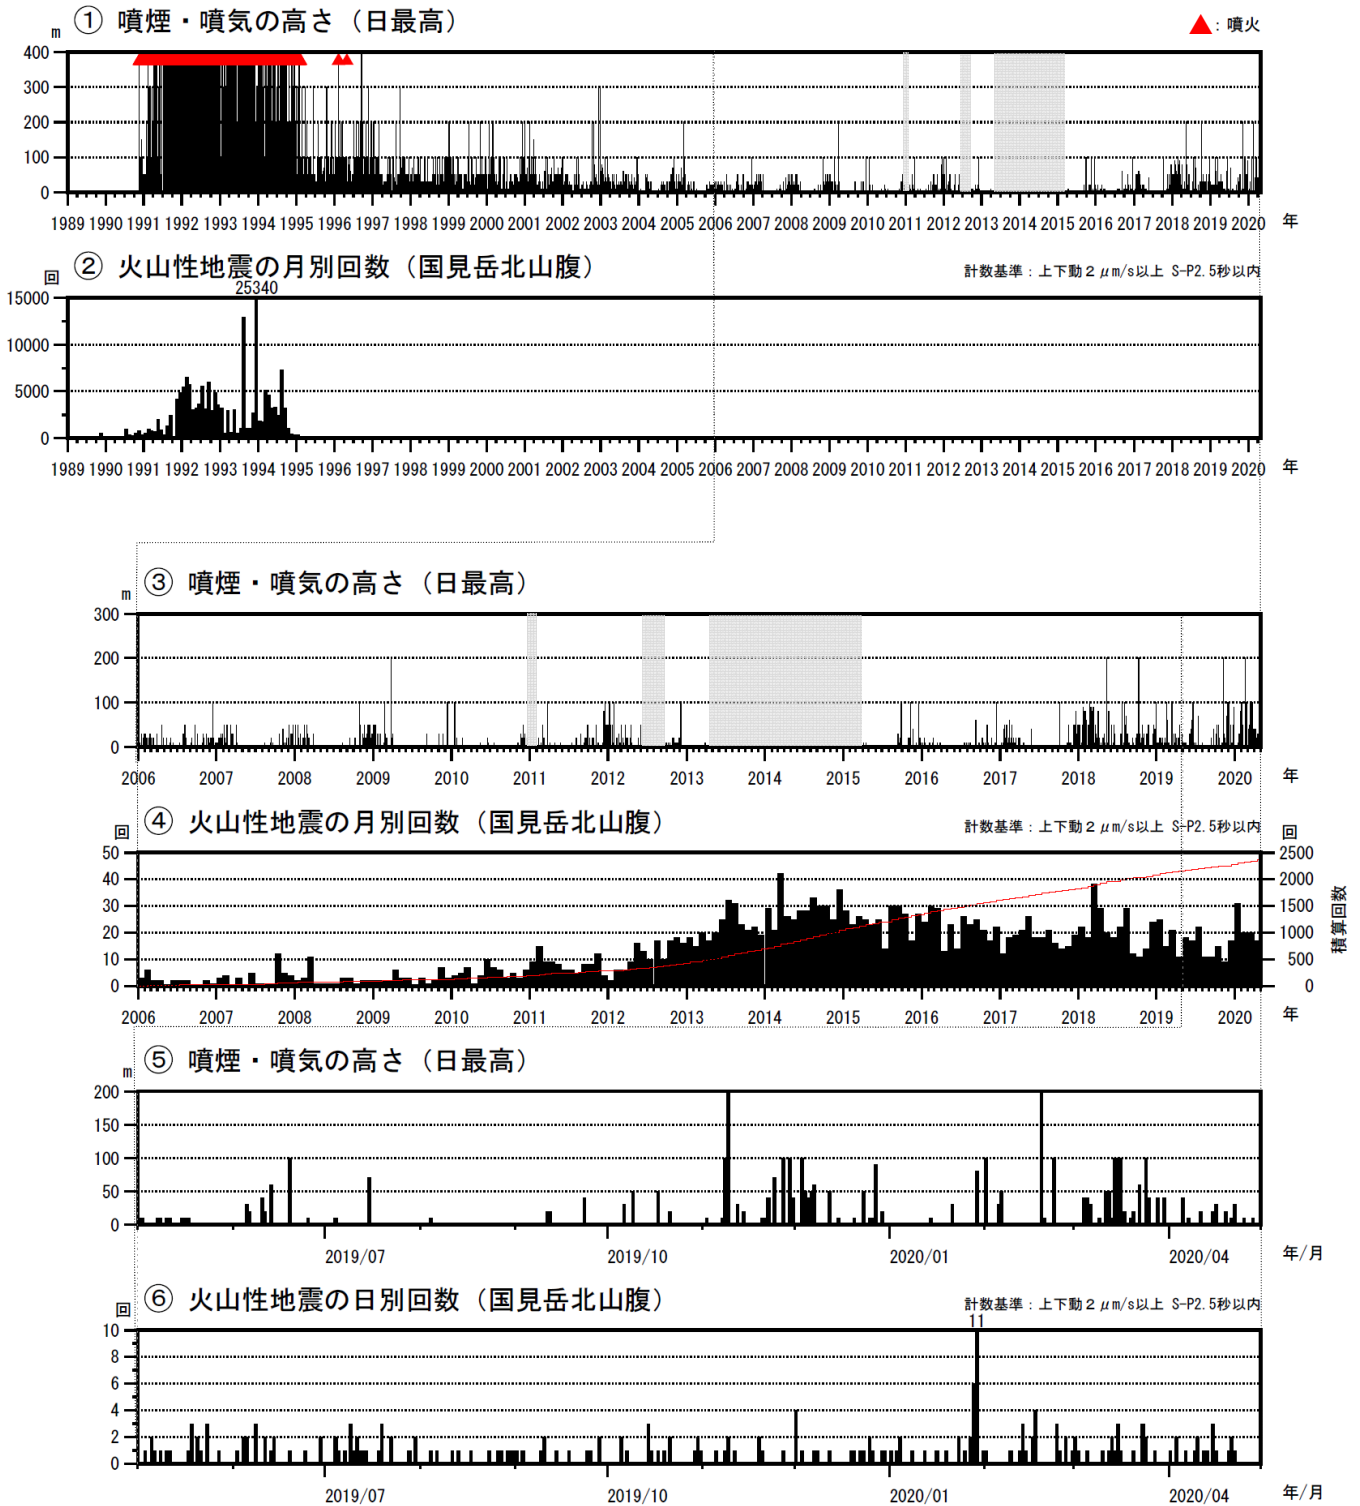 ① 噴煙・噴気の高さ（日最高）
▲：噴火
m
400
300
200
100
0
1989 1990 1991 1992 1993 1994 1995 1996 1997 1998 1999 2000 2001 2002 2003 2004 2005 2006 2007 2008 2009 2010 2011 2012 2013 2014 2015 2016 2017 2018 2019 2020 年
② 火山性地震の月別回数（国見岳北山腹）
計数基準：上下動２μm/s以上 S-P2.5秒以内
回
25340
15000
10000
5000
0
1989 1990 1991 1992 1993 1994 1995 1996 1997 1998 1999 2000 2001 2002 2003 2004 2005 2006 2007 2008 2009 2010 2011 2012 2013 2014 2015 2016 2017 2018 2019 2020 年
③ 噴煙・噴気の高さ（日最高）
m
300
200
100
0
2006 2007 2008 2009 2010 2011 2012 2013 2014 2015 2016 2017 2018 2019 2020 年
④ 火山性地震の月別回数（国見岳北山腹）
計数基準：上下動２μm/s以上 S-P2.5秒以内
回 回
50 2500
40 2000
30 1500
20 1000
10 500
0 0
積算回数
2006 2007 2008 2009 2010 2011 2012 2013 2014 2015 2016 2017 2018 2019 2020 年
⑤ 噴煙・噴気の高さ（日最高）
m
200
150
100
50
0
2019/07 2019/10 2020/01 2020/04 年/月
⑥ 火山性地震の日別回数（国見岳北山腹）
計数基準：上下動２μm/s以上 S-P2.5秒以内
回
11
10
8
6
4
2
0
2019/07 2019/10 2020/01 2020/04 年/月